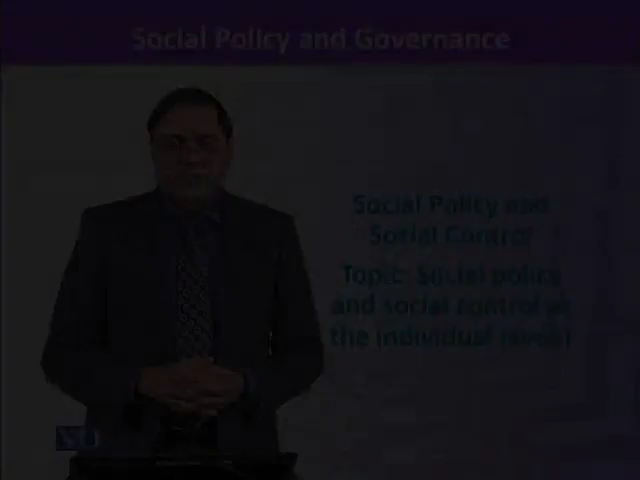 Social Policy and Governance
Social Policy and
Social Control
Topic: Social policy
and social control at
the individual level